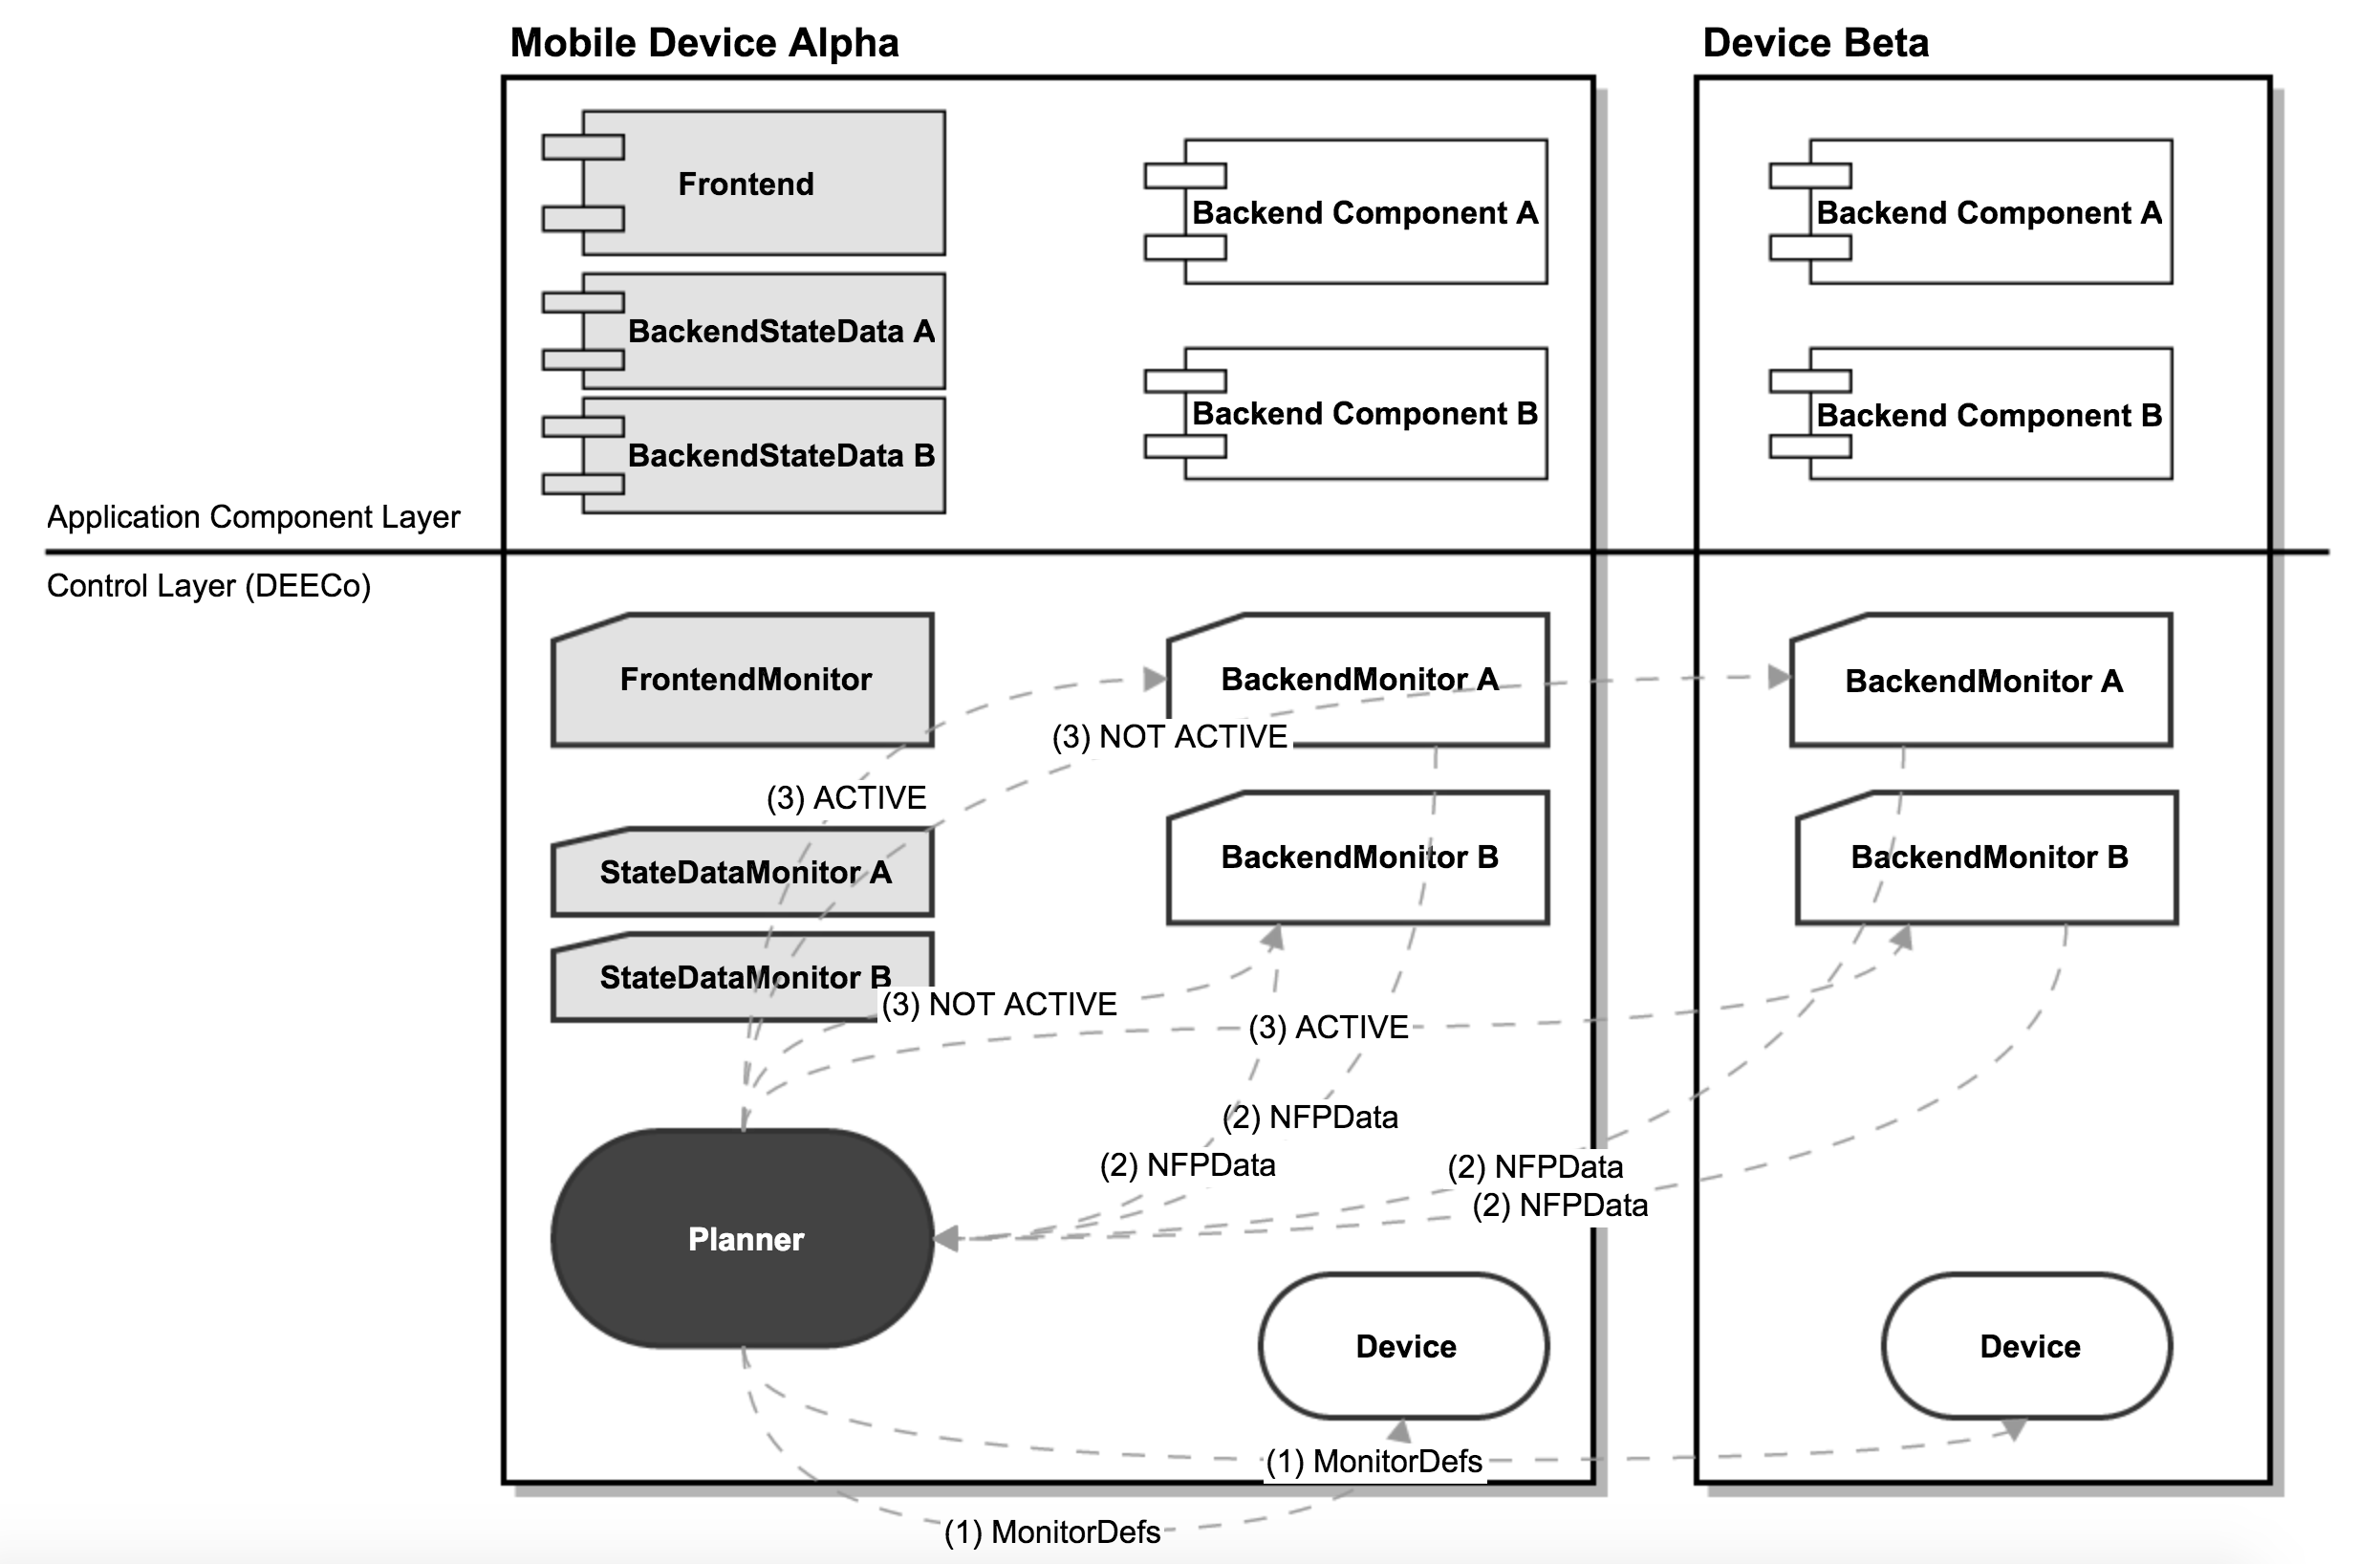 Mobile Device Alpha
Device Beta
Frontend
Backend Component A
Backend Component A
BackendStateData A
Backend Component B
Backend Component B
BackendStateData B
Application Component Layer
Control Layer (DEECo)
FrontendMonitor
BackendMonitor A
BackendMonitor A
(3) NOT ACTIVE
(3) ACTIVE
StateDataMonitor A
BackendMonitor B
BackendMonitor B
StateDataMonitor B
(3) NOT ACTIVE
(3) ACTIVE
(2) NFPData
(2) NFPData
(2) NFPData
(2) NFPData
Planner
Device
Device
(1) MonitorDefs
(1) MonitorDefs